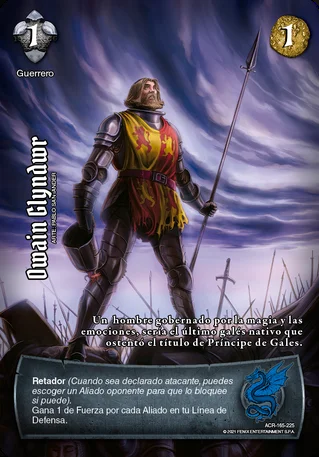 1
1
Guerrero
Owain Glyndwr
ARTE: PABLO SANTANDER
Un hombre gobernado por la magia y las
emociones, sería el último galés nativo que
ostentó el título de Príncipe de Gales.
Retador (Cuando sea declarado atacante, puedes
escoger un Aliado oponente para que lo bloquee
si puede).
Gana 1 de Fuerza por cada Aliado en tu Línea de
Defensa.
ACR-165-225
© 2021 FENIX ENTERTAINMENT S.P.A.